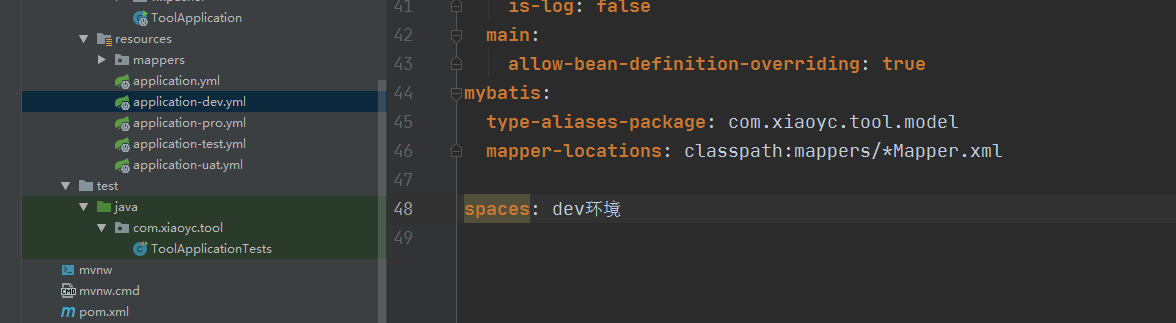 ToolApplication
resources
mappers
application.yml
application-dev.yml
application-pro.yml
application-test.yml
application-uat.yml
test
java
com.xiaoyc.tool
ToolApplicationTests
mvnw
mvnw.cmd
pom.xml
41 is-log: false
42 main:
43 allow-bean-definition-overriding: true
44 mybatis:
45 type-aliases-package: com.xiaoyc.tool.model
46 mapper-locations: classpath:mappers/*Mapper.xml
47
48 spaces: dev环境
49